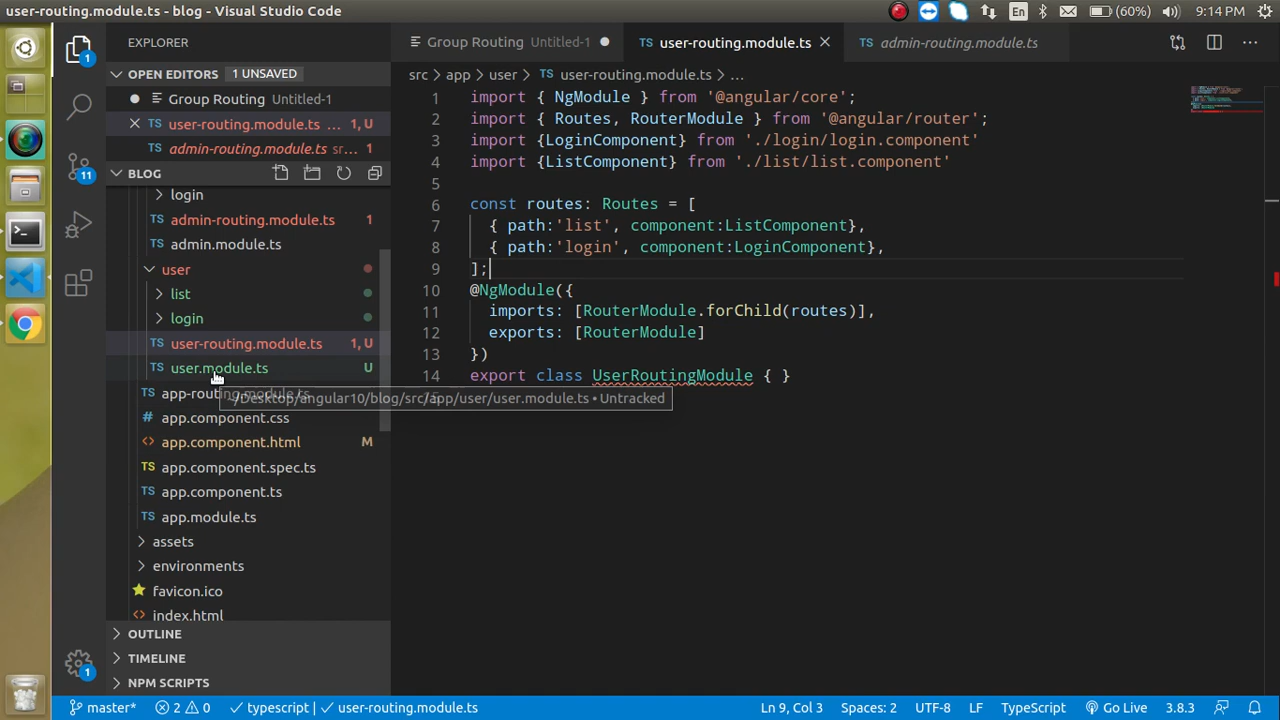 user-routing.module.ts - blog - Visual Studio Code
En
(60%)
9:14 PM
EXPLORER
Group Routing Untitled-1
user-routing.module.ts
admin-routing.module.ts
OPEN EDITORS 1 UNSAVED
Group Routing Untitled-1
user-routing.module.ts ... 1, U
admin-routing.module.ts sr... 1
BLOG
login
admin-routing.module.ts 1
admin.module.ts
user
list
login
user-routing.module.ts 1, U
user.module.ts U
app-routing.module.ts
~/Desktop/angular10/blog/src/app/user/user.module.ts • Untracked
app.component.css
app.component.html M
app.component.spec.ts
app.component.ts
app.module.ts
assets
environments
favicon.ico
index.html
OUTLINE
TIMELINE
NPM SCRIPTS
1
11
1
src app user user-routing.module.ts ...
1 import { NgModule } from '@angular/core';
2 import { Routes, RouterModule } from '@angular/router';
3 import {LoginComponent} from './login/login.component'
4 import {ListComponent} from './list/list.component'
5
6 const routes: Routes = [
7 { path:'list', component:ListComponent},
8 { path:'login', component:LoginComponent},
9 ];
10 @NgModule({
11 imports: [RouterModule.forChild(routes)],
12 exports: [RouterModule]
13 })
14 export class UserRoutingModule { }
master* 2 0 typescript | user-routing.module.ts
Ln 9, Col 3 Spaces: 2 UTF-8 LF TypeScript Go Live 3.8.3